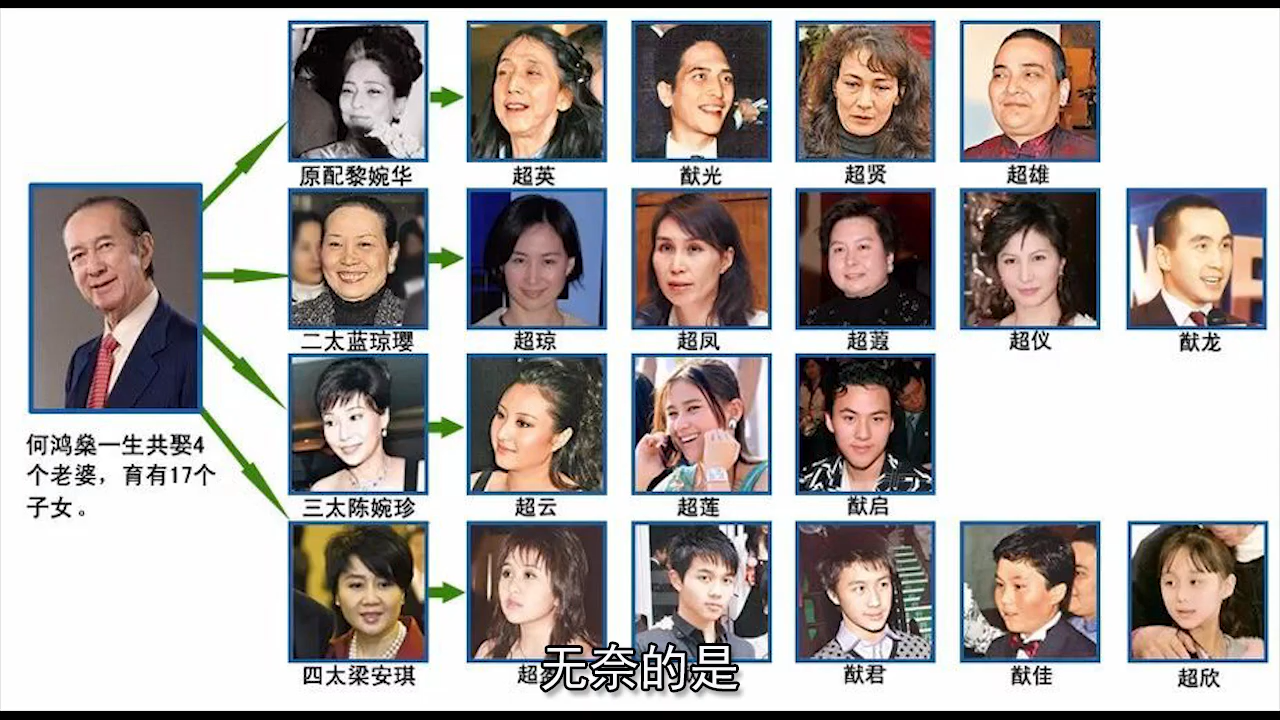 原配黎婉华
超英
猷光
超贤
超雄
二太蓝琼璎
超琼
超凤
超蕸
超仪
猷龙
何鸿燊一生共娶4
个老婆，育有17个
子女。
三太陈婉珍
超云
超莲
猷启
四太梁安琪
超
猷君
猷佳
超欣
无奈的是